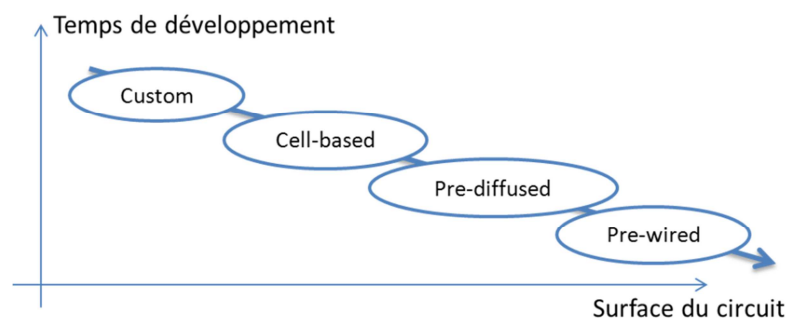 Temps de développement
Custom
Cell-based
Pre-diffused
Pre-wired
Surface du circuit